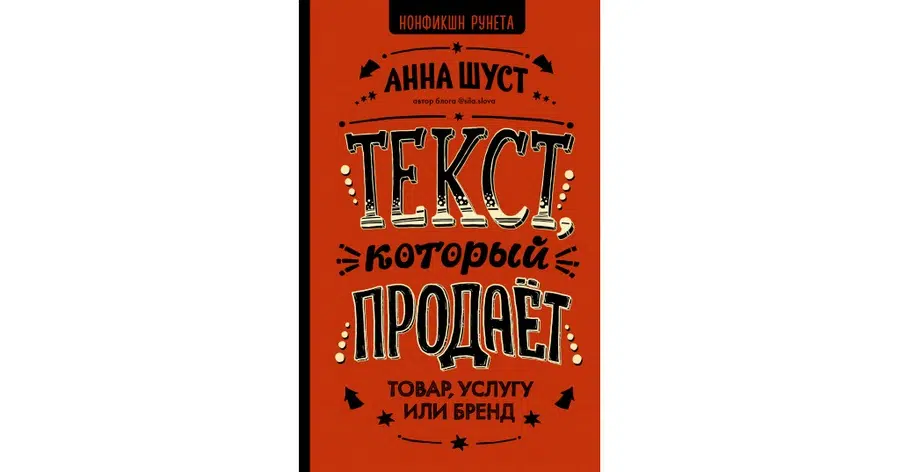 НОНФИКШН РУНЕТА
АННА ШУСТ
автор блога @sila.slova
ТЕКСТ,
который
ПРОДАЁТ
ТОВАР, УСЛУГУ
ИЛИ БРЕНД